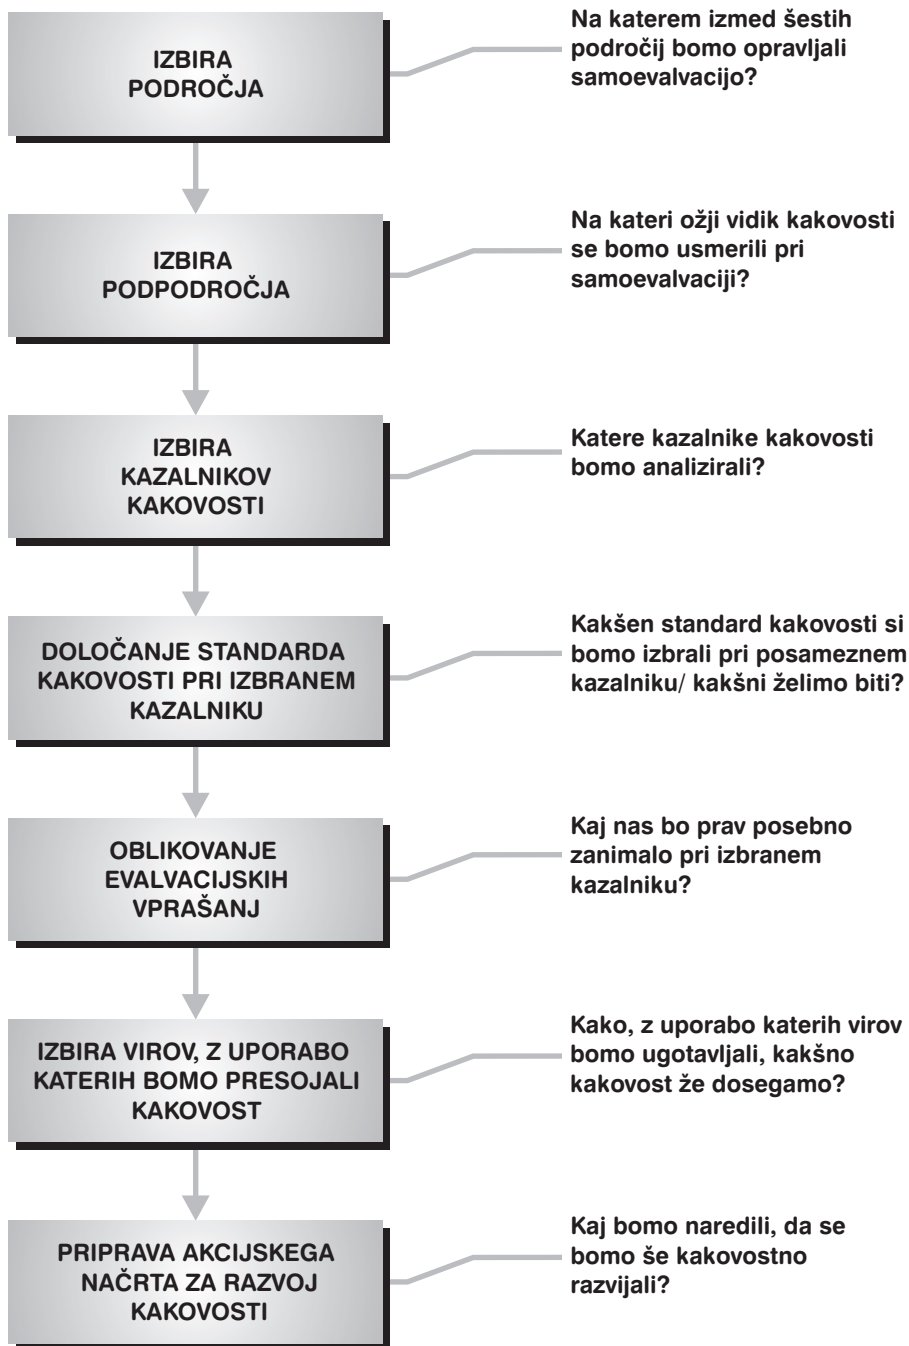 IZBIRA
PODROČJA
Na katerem izmed šestih
področij bomo opravljali
samoevalvacijo?
IZBIRA
PODPODROČJA
Na kateri ožji vidik kakovosti
se bomo usmerili pri
samoevalvaciji?
IZBIRA
KAZALNIKOV
KAKOVOSTI
Katere kazalnike kakovosti
bomo analizirali?
DOLOČANJE STANDARDA
KAKOVOSTI PRI IZBRANEM
KAZALNIKU
Kakšen standard kakovosti si
bomo izbrali pri posameznem
kazalniku/ kakšni želimo biti?
OBLIKOVANJE
EVALVACIJSKIH
VPRAŠANJ
Kaj nas bo prav posebno
zanimalo pri izbranem
kazalniku?
IZBIRA VIROV, Z UPORABO
KATERIH BOMO PRESOJALI
KAKOVOST
Kako, z uporabo katerih virov
bomo ugotavljali, kakšno
kakovost že dosegamo?
PRIPRAVA AKCIJSKEGA
NAČRTA ZA RAZVOJ
KAKOVOSTI
Kaj bomo naredili, da se
bomo še kakovostno
razvijali?